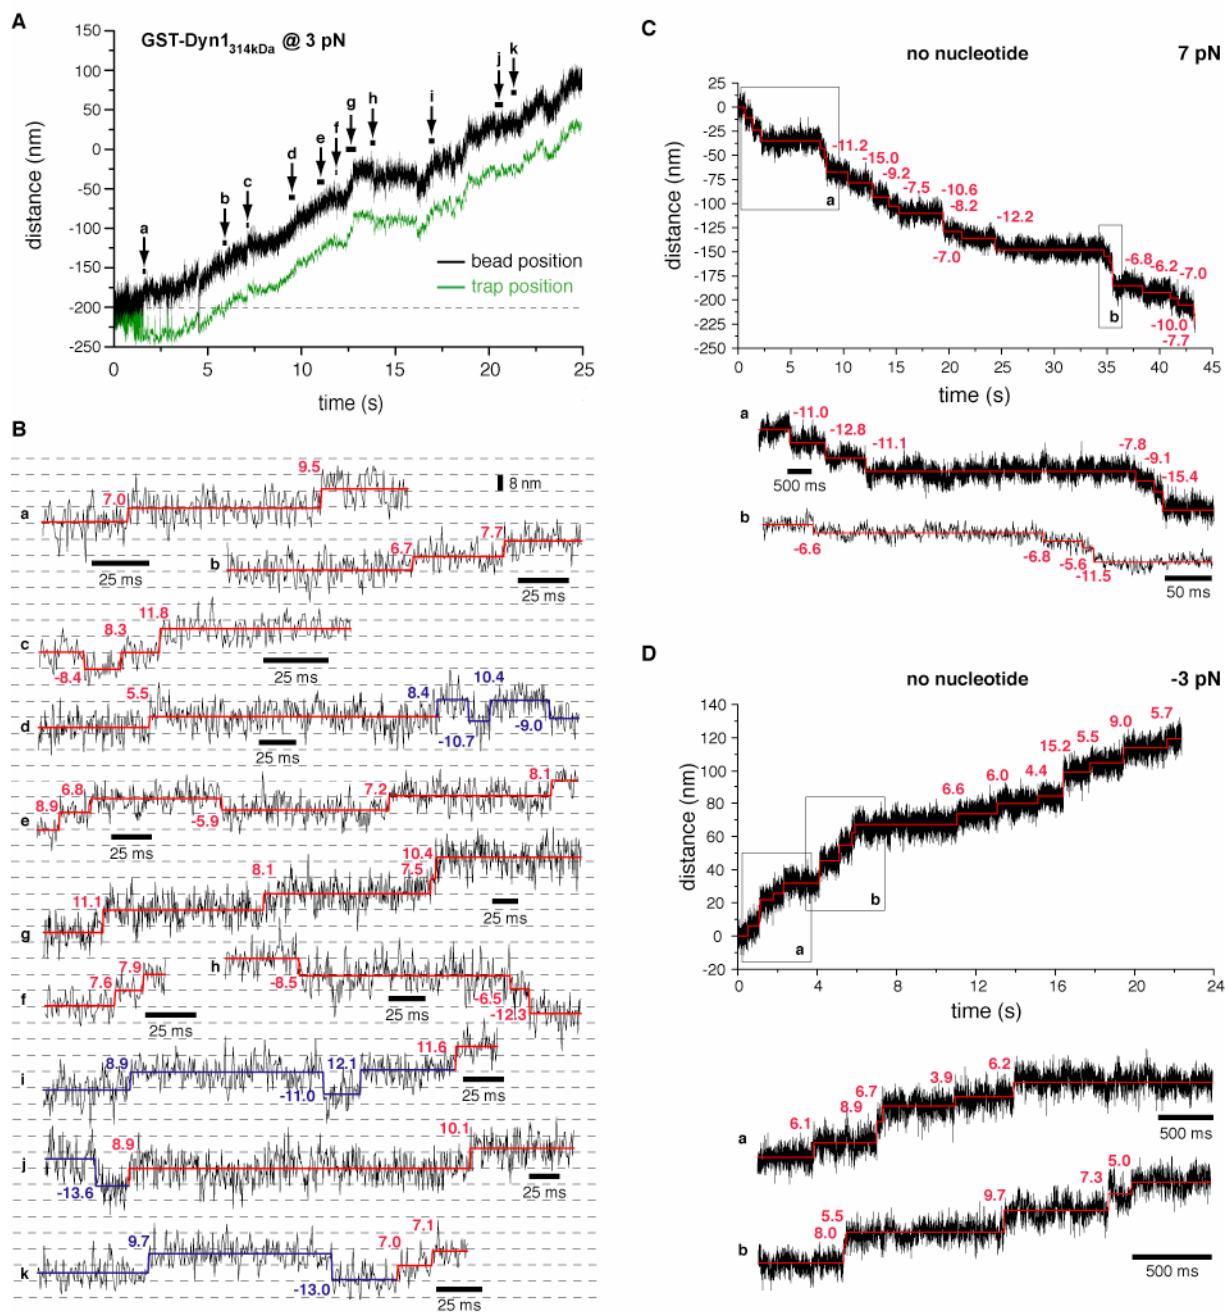 A
GST-Dyn1314kDa @ 3 pN
distance (nm)
150
100
50
0
-50
-100
-150
-200
-250
a
b
c
d
e
f
g
h
i
j
k
bead position
trap position
0
5
10
15
20
25
time (s)
B
7.0
9.5
8 nm
a
25 ms
b
6.7
7.7
25 ms
c
-8.4
8.3
11.8
25 ms
d
5.5
8.4
10.4
-10.7
-9.0
25 ms
e
8.9
6.8
-5.9
7.2
8.1
25 ms
g
11.1
8.1
7.5
10.4
25 ms
f
7.6
7.9
25 ms
h
-8.5
-6.5
-12.3
25 ms
i
8.9
-11.0
12.1
11.6
25 ms
j
-13.6
8.9
10.1
25 ms
k
9.7
-13.0
7.0
7.1
25 ms
C
no nucleotide
7 pN
distance (nm)
25
0
-25
-50
-75
-100
-125
-150
-175
-200
-225
-250
a
b
-11.2
-15.0
-9.2
-7.5
-10.6
-8.2
-7.0
-12.2
-6.8
-6.2
-7.0
-10.0
-7.7
0
5
10
15
20
25
30
35
40
45
time (s)
a
-11.0
-12.8
-11.1
-7.8
-9.1
-15.4
500 ms
b
-6.6
-6.8
-5.6
-11.5
50 ms
D
no nucleotide
-3 pN
distance (nm)
140
120
100
80
60
40
20
0
-20
a
b
6.6
6.0
4.4
15.2
5.5
9.0
5.7
0
4
8
12
16
20
24
time (s)
a
6.1
8.9
6.7
3.9
6.2
500 ms
b
5.5
8.0
9.7
7.3
5.0
500 ms